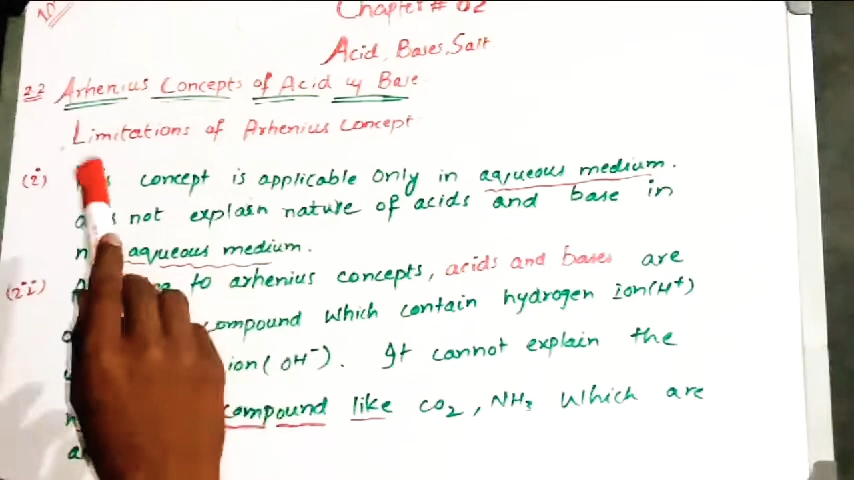 Chapter # 02
Acid, Bases, Salt
2.2 Arhenius Concepts of Acid & Base
Limitations of Arhenius Concept
(i) concept is applicable only in aqueous medium.
not explain nature of acids and base in
aqueous medium.
(ii) to arhenius concepts, acids and bases are
compound which contain hydrogen ion(H+)
ion(OH-). It cannot explain the
compound like CO2, NH3 which are